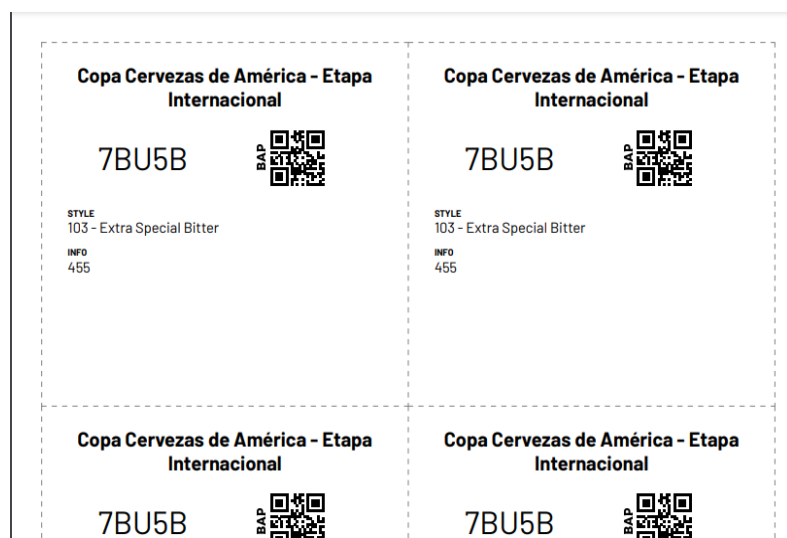 Copa Cervezas de América - Etapa
Internacional
7BU5B
BAP
STYLE
103 - Extra Special Bitter
INFO
455
Copa Cervezas de América - Etapa
Internacional
7BU5B
BAP
STYLE
103 - Extra Special Bitter
INFO
455
Copa Cervezas de América - Etapa
Internacional
7BU5B
BAP
Copa Cervezas de América - Etapa
Internacional
7BU5B
BAP